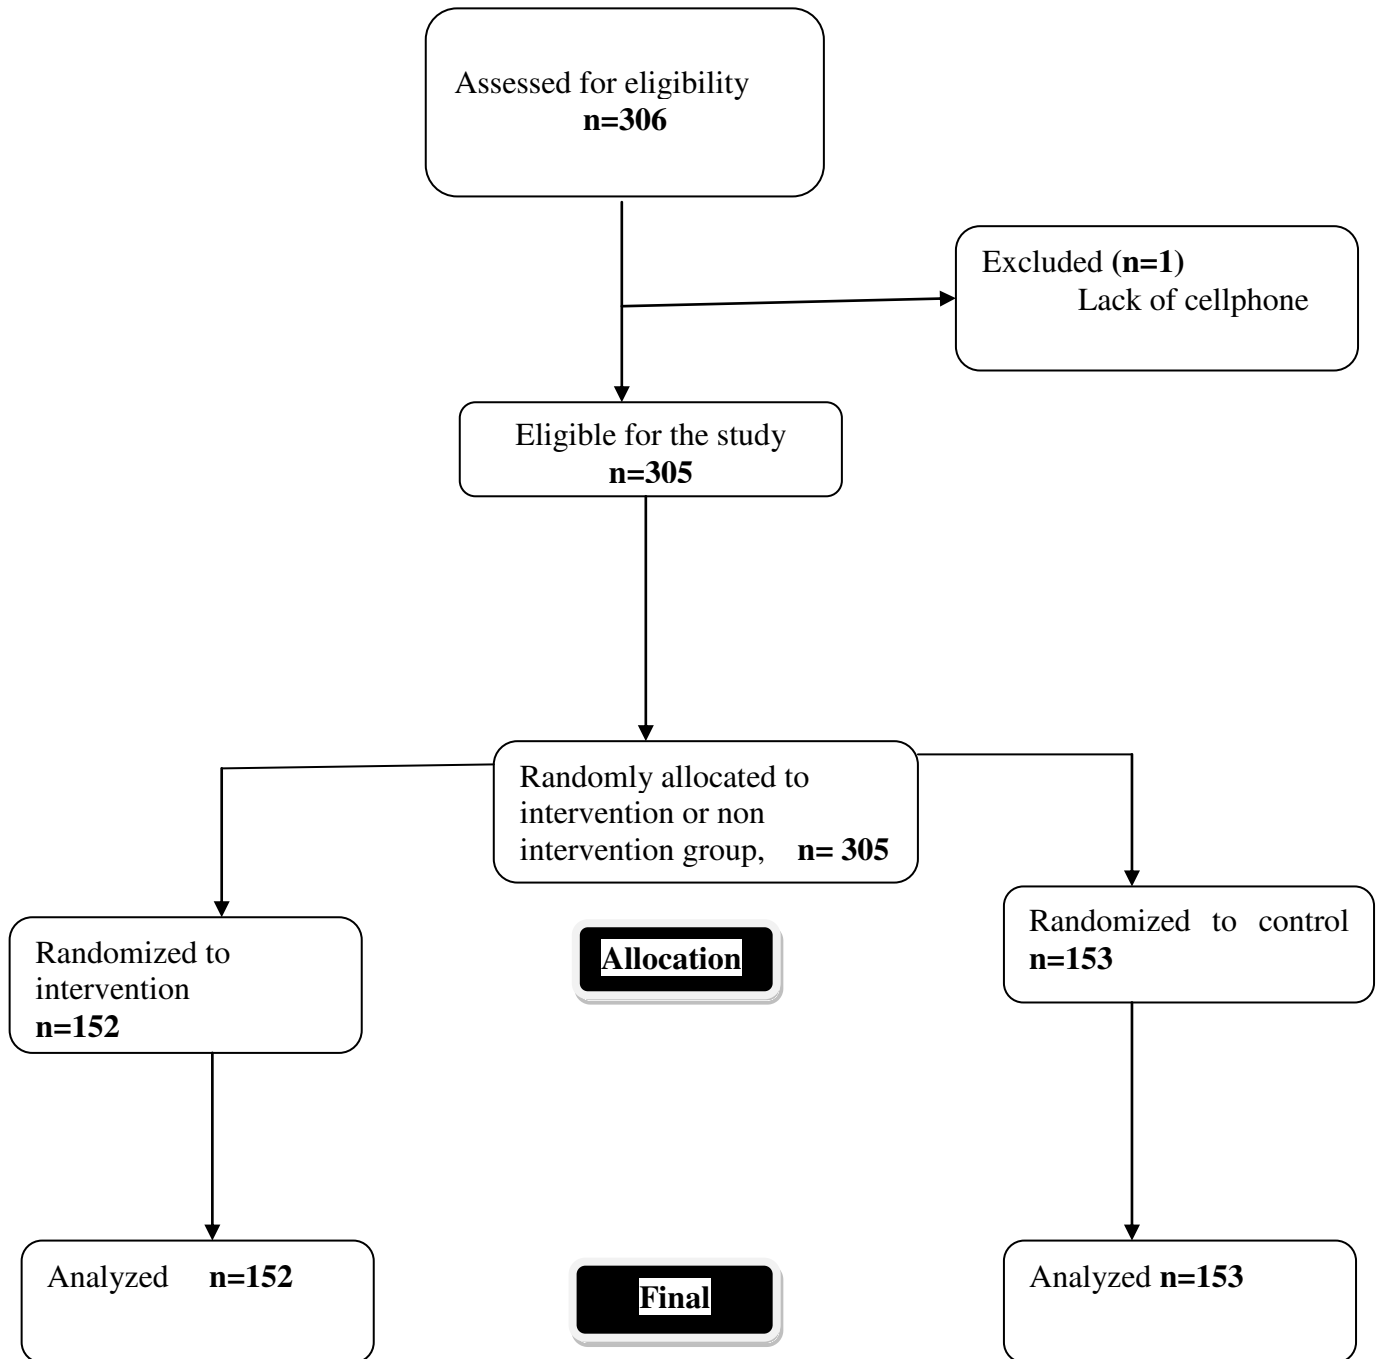 Assessed for eligibility
n=306
Excluded (n=1)
Lack of cellphone
Eligible for the study
n=305
Randomly allocated to
intervention or non
intervention group, n= 305
Randomized to
intervention
n=152
Allocation
Randomized to control
n=153
Analyzed n=152
Final
Analyzed n=153